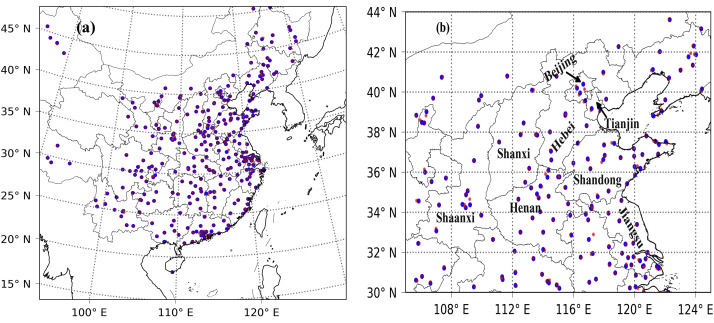 (a)
45° N
40° N
35° N
30° N
25° N
20° N
15° N
100° E
110° E
120° E
(b)
44° N
42° N
40° N
38° N
36° N
34° N
32° N
30° N
108° E
112° E
116° E
120° E
124° E
Beijing
Tianjin
Hebei
Shanxi
Shandong
Henan
Shaanxi
Jiangsu